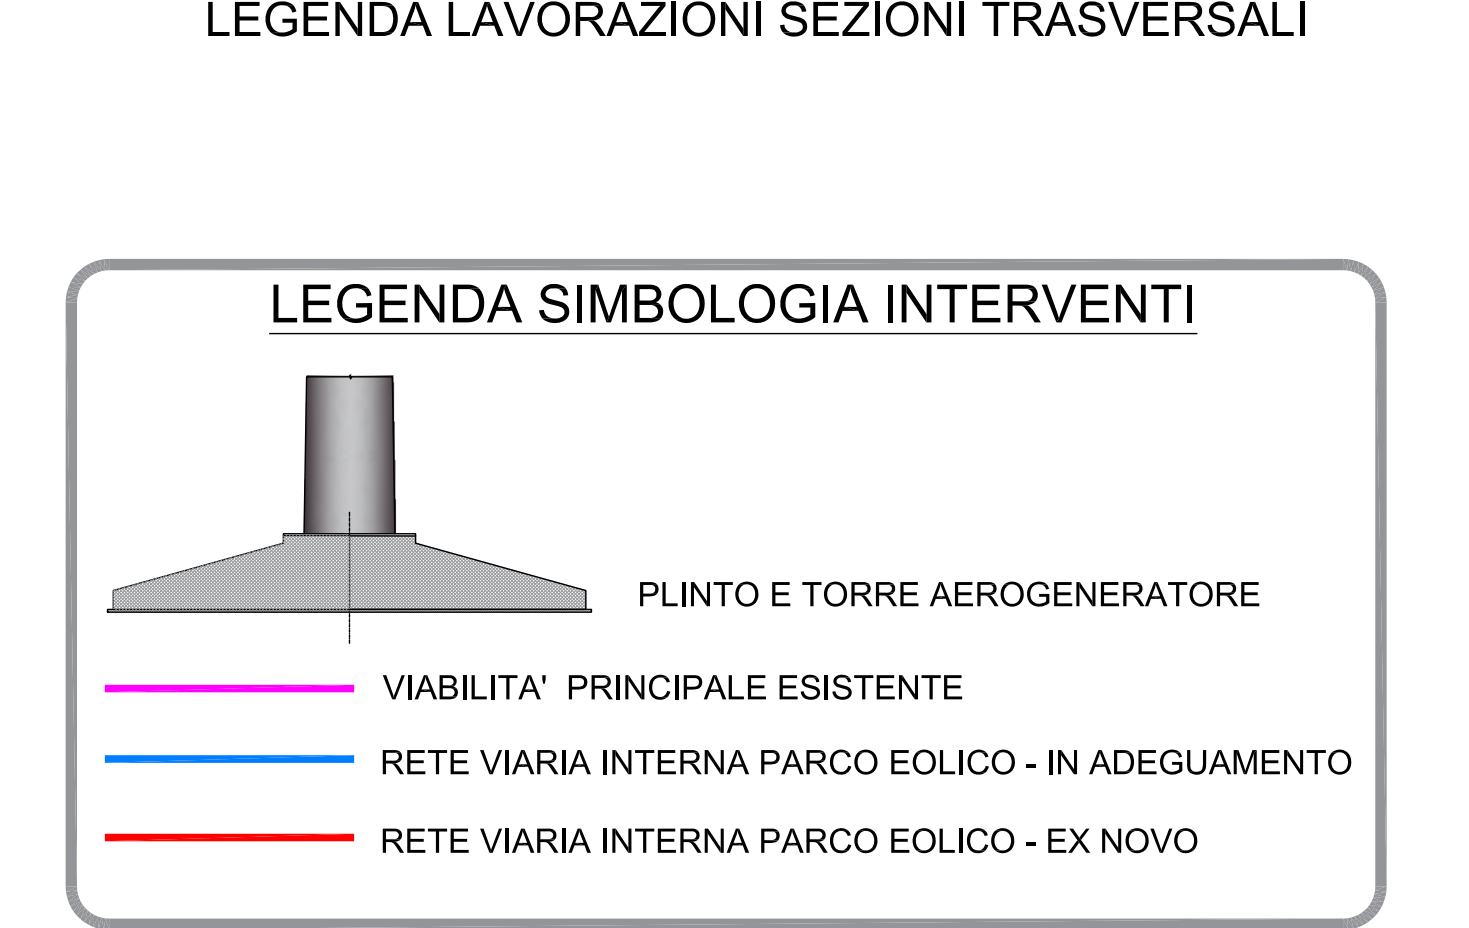 LEGENDA LAVORAZIONI SEZIONI TRASVERSALI
LEGENDA SIMBOLOGIA INTERVENTI
PLINTO E TORRE AEROGENERATORE
VIABILITA' PRINCIPALE ESISTENTE
RETE VIARIA INTERNA PARCO EOLICO - IN ADEGUAMENTO
RETE VIARIA INTERNA PARCO EOLICO - EX NOVO